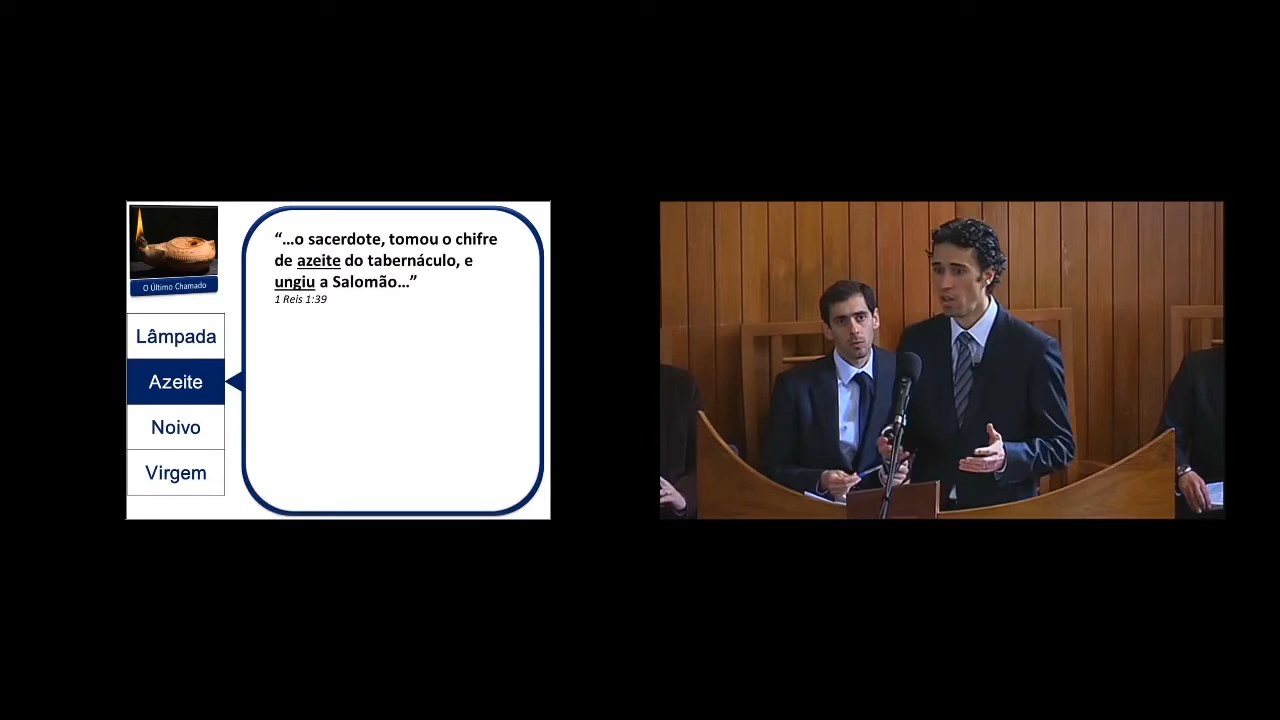 O Último Chamado
Lâmpada
Azeite
Noivo
Virgem
“…o sacerdote, tomou o chifre
de azeite do tabernáculo, e
ungiu a Salomão…”
1 Reis 1:39